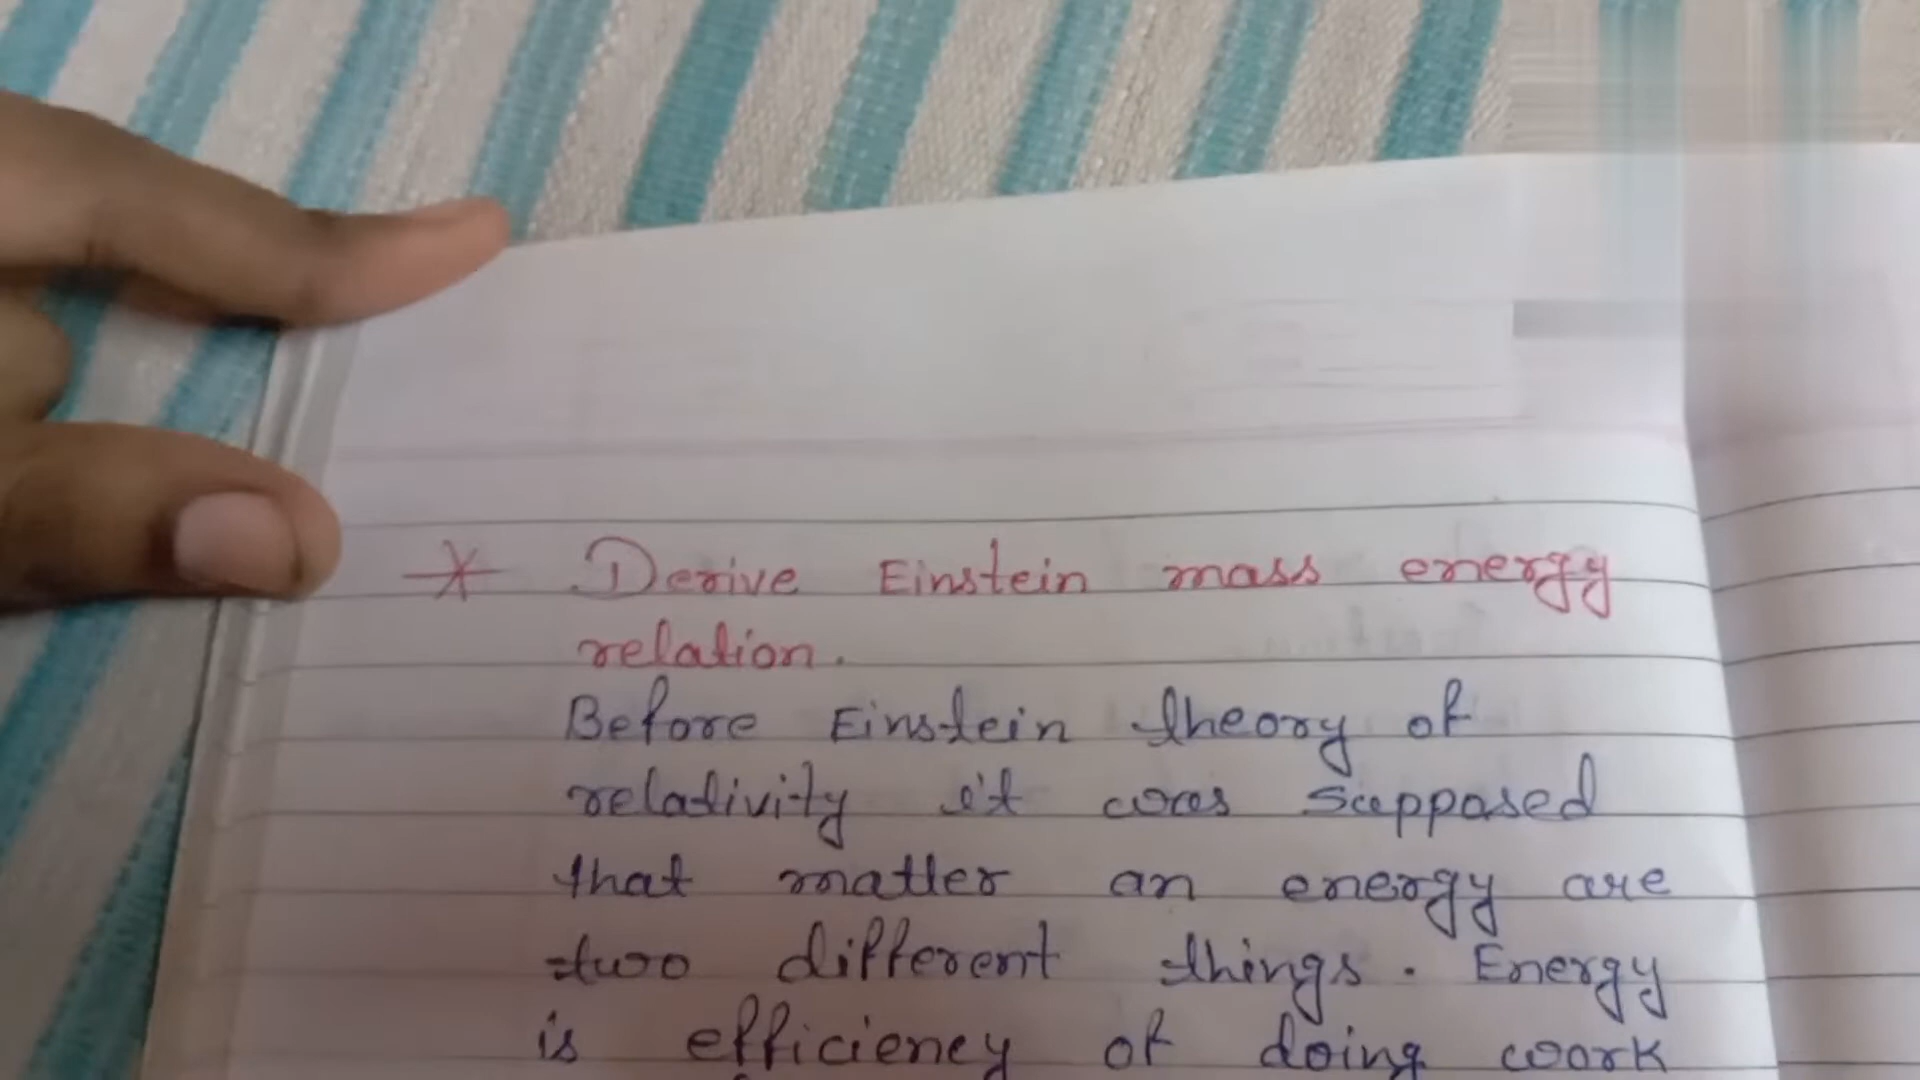 * Derive Einstein mass energy
relation.
Before Einstein theory of
relativity it was supposed
that matter an energy are
two different things. Energy
is efficieney of doing work